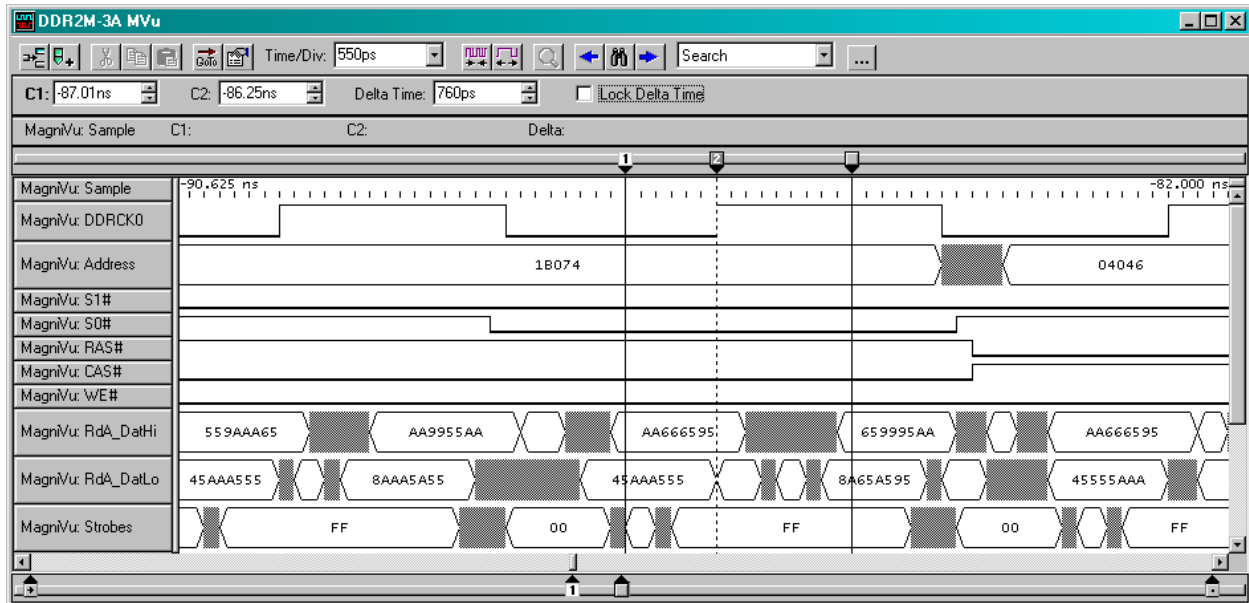 DDR2M-3A MVu
GoTo Time/Div: 550ps Search ...
C1: -87.01ns C2: -86.25ns Delta Time: 760ps Lock Delta Time
MagniVu: Sample C1: C2: Delta:
1 2
MagniVu: Sample -90.625 ns -82.000 ns
MagniVu: DDRCK0
MagniVu: Address 1B074 04046
MagniVu: S1#
MagniVu: S0#
MagniVu: RAS#
MagniVu: CAS#
MagniVu: WE#
MagniVu: RdA_DatHi 559AAA65 AA9955AA AA666595 659995AA AA666595
MagniVu: RdA_DatLo 45AAA555 8AAA5A55 45AAA555 8A65A595 45555AAA
MagniVu: Strobes FF 00 FF 00 FF
1